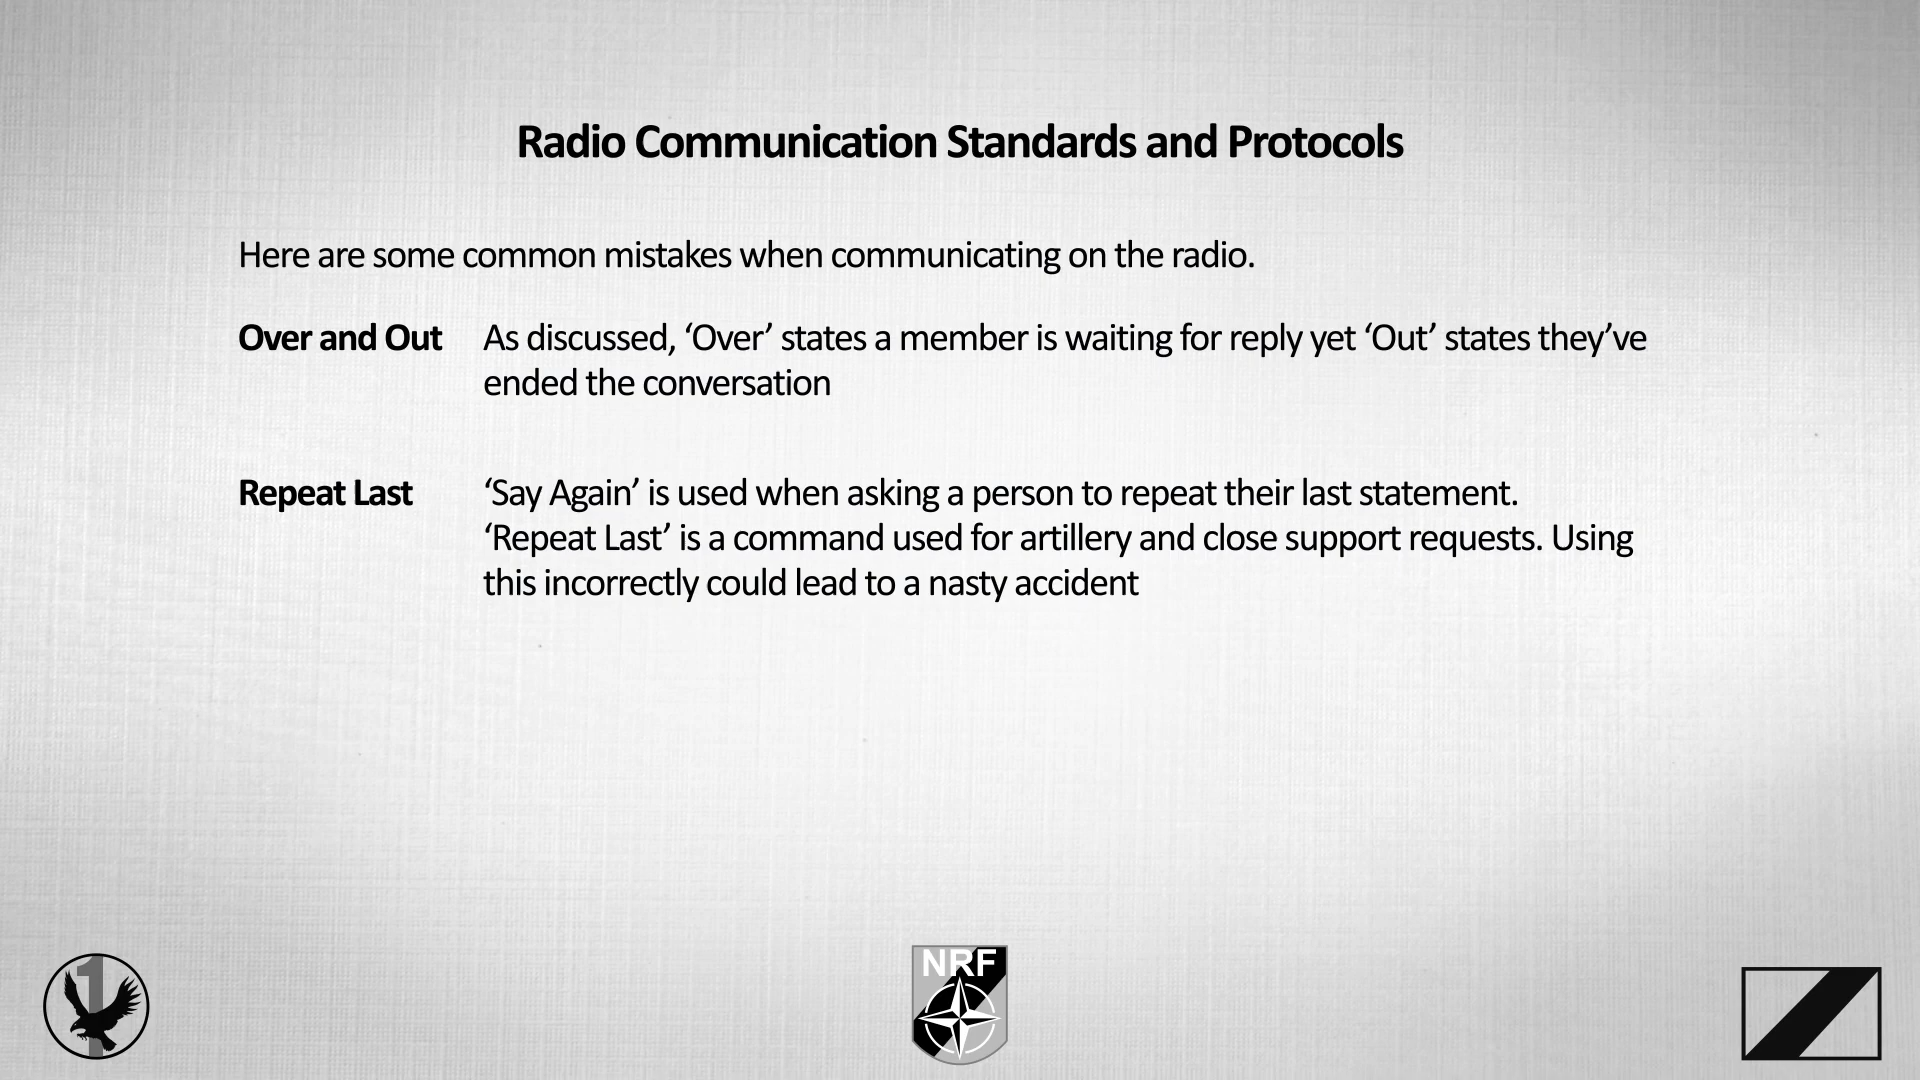 Radio Communication Standards and Protocols
Here are some common mistakes when communicating on the radio.
Over and Out As discussed, ‘Over’ states a member is waiting for reply yet ‘Out’ states they’ve
ended the conversation
Repeat Last ‘Say Again’ is used when asking a person to repeat their last statement.
‘Repeat Last’ is a command used for artillery and close support requests. Using
this incorrectly could lead to a nasty accident
1
NRF